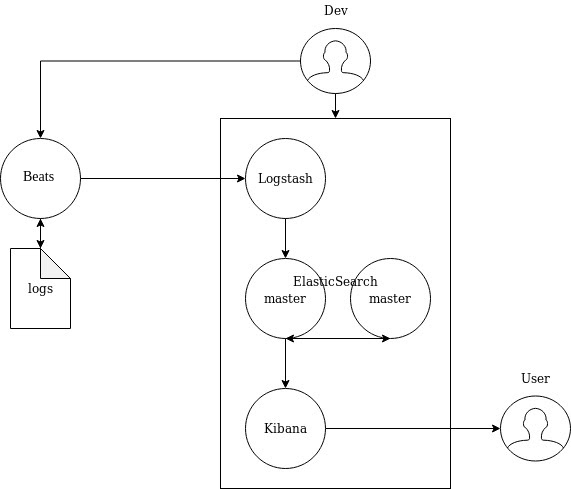 Dev
Beats
Logstash
logs
ElasticSearch
master
master
User
Kibana